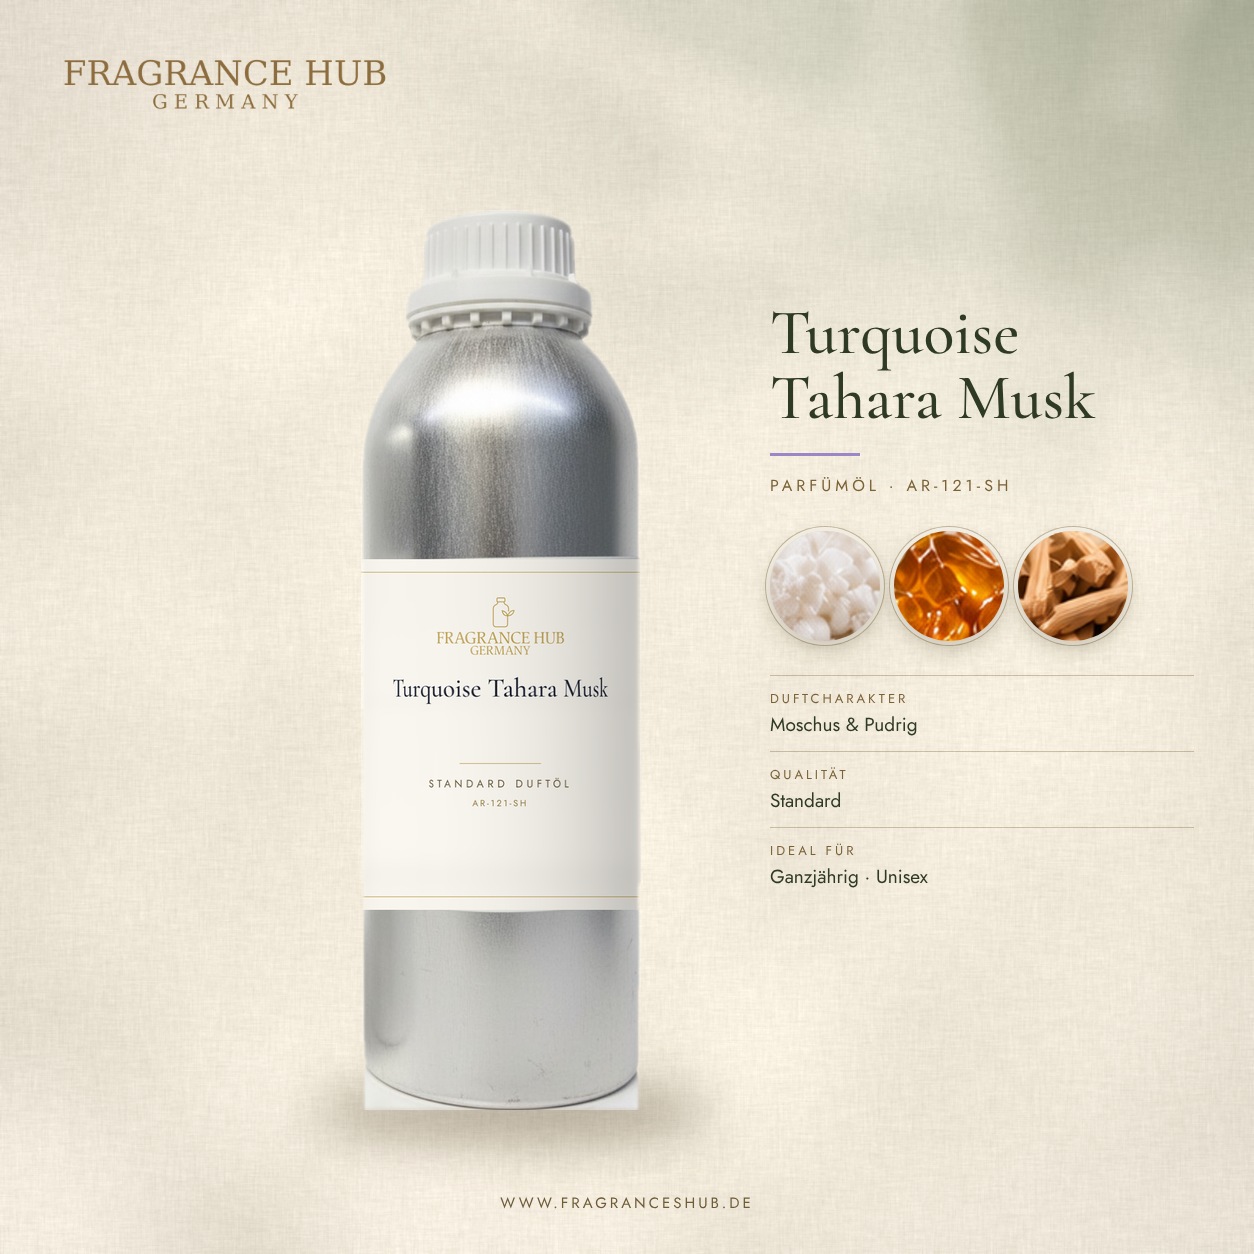 FRAGRANCE HUB
GERMANY
Turquoise
Tahara Musk
PARFÜMÖL · AR-121-SH
DUFTCHARAKTER
Moschus & Pudrig
QUALITÄT
Standard
IDEAL FÜR
Ganzjährig · Unisex
FRAGRANCE HUB
GERMANY
Turquoise Tahara Musk
STANDARD DUFTÖL
AR-121-SH
WWW.FRAGRANCESHUB.DE